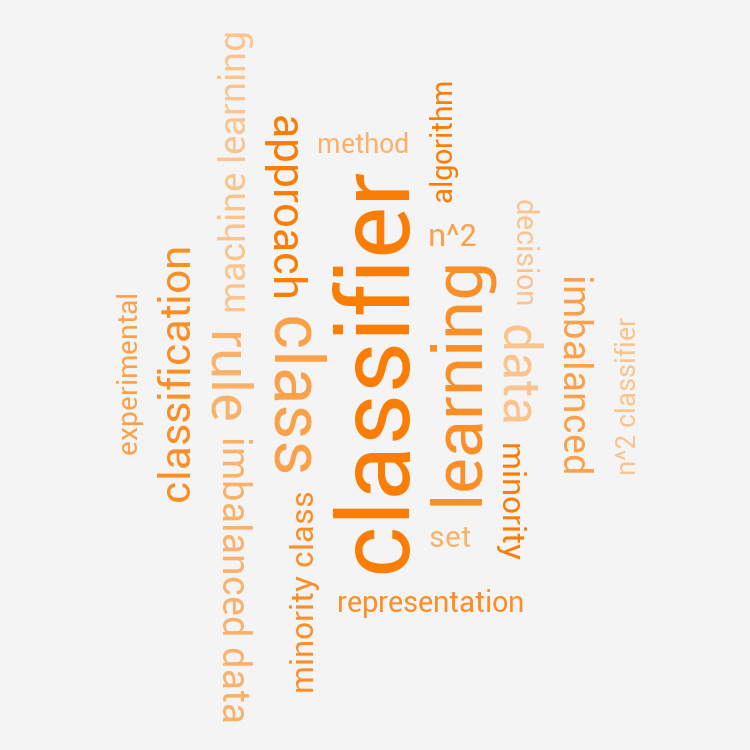 experimental
classification
machine learning
rule
imbalanced data
approach
class
minority class
method
classifier
representation
algorithm
n^2
learning
set
decision
data
minority
imbalanced
n^2 classifier